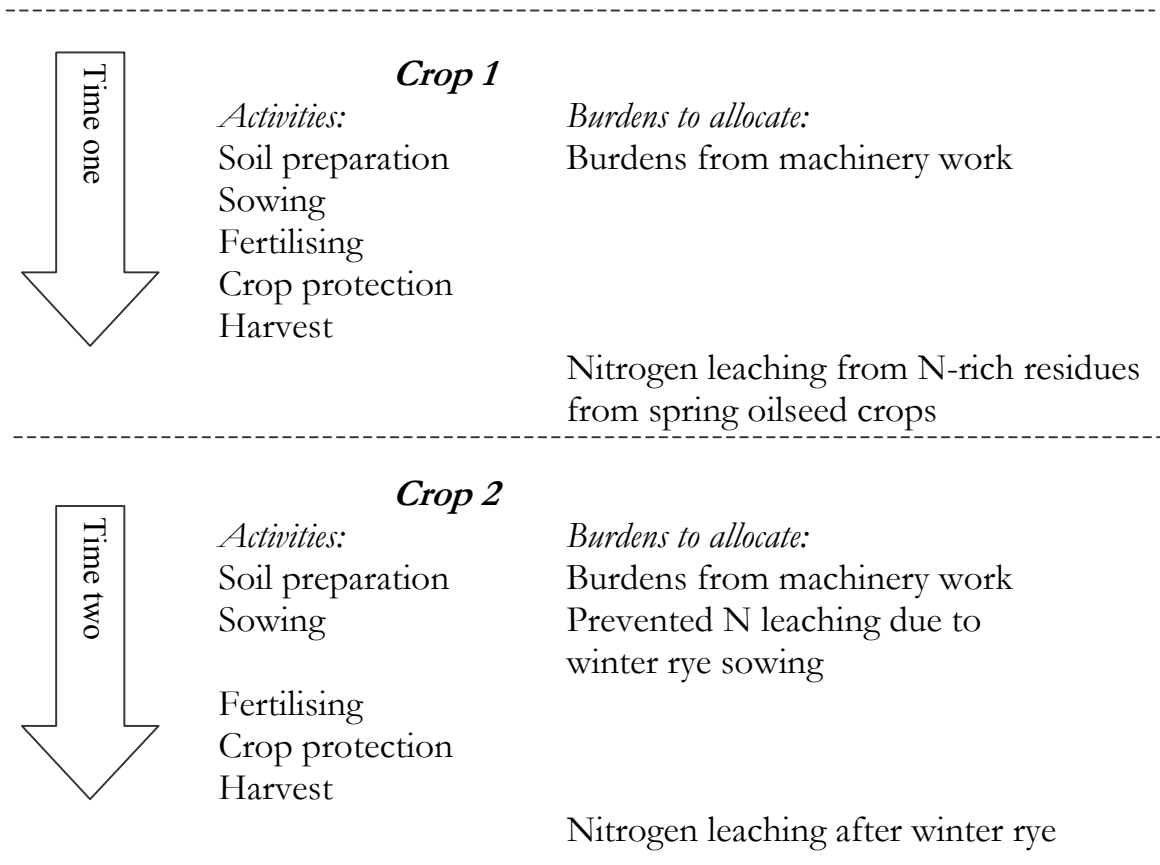 Time one
Crop 1
Activities: Burdens to allocate:
Soil preparation Burdens from machinery work
Sowing
Fertilising
Crop protection
Harvest
Nitrogen leaching from N-rich residues
from spring oilseed crops
Time two
Crop 2
Activities: Burdens to allocate:
Soil preparation Burdens from machinery work
Sowing Prevented N leaching due to
winter rye sowing
Fertilising
Crop protection
Harvest
Nitrogen leaching after winter rye